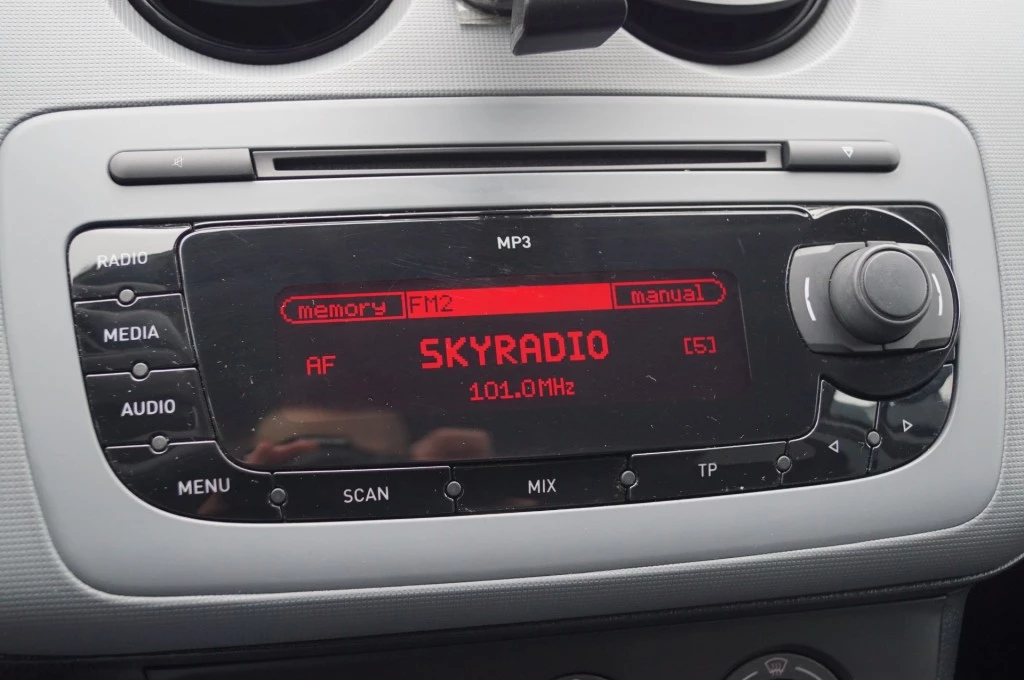 MP3
RADIO
memory FM2 manual
MEDIA
AF SKYRADIO [5]
101.0MHz
AUDIO
MENU SCAN MIX TP